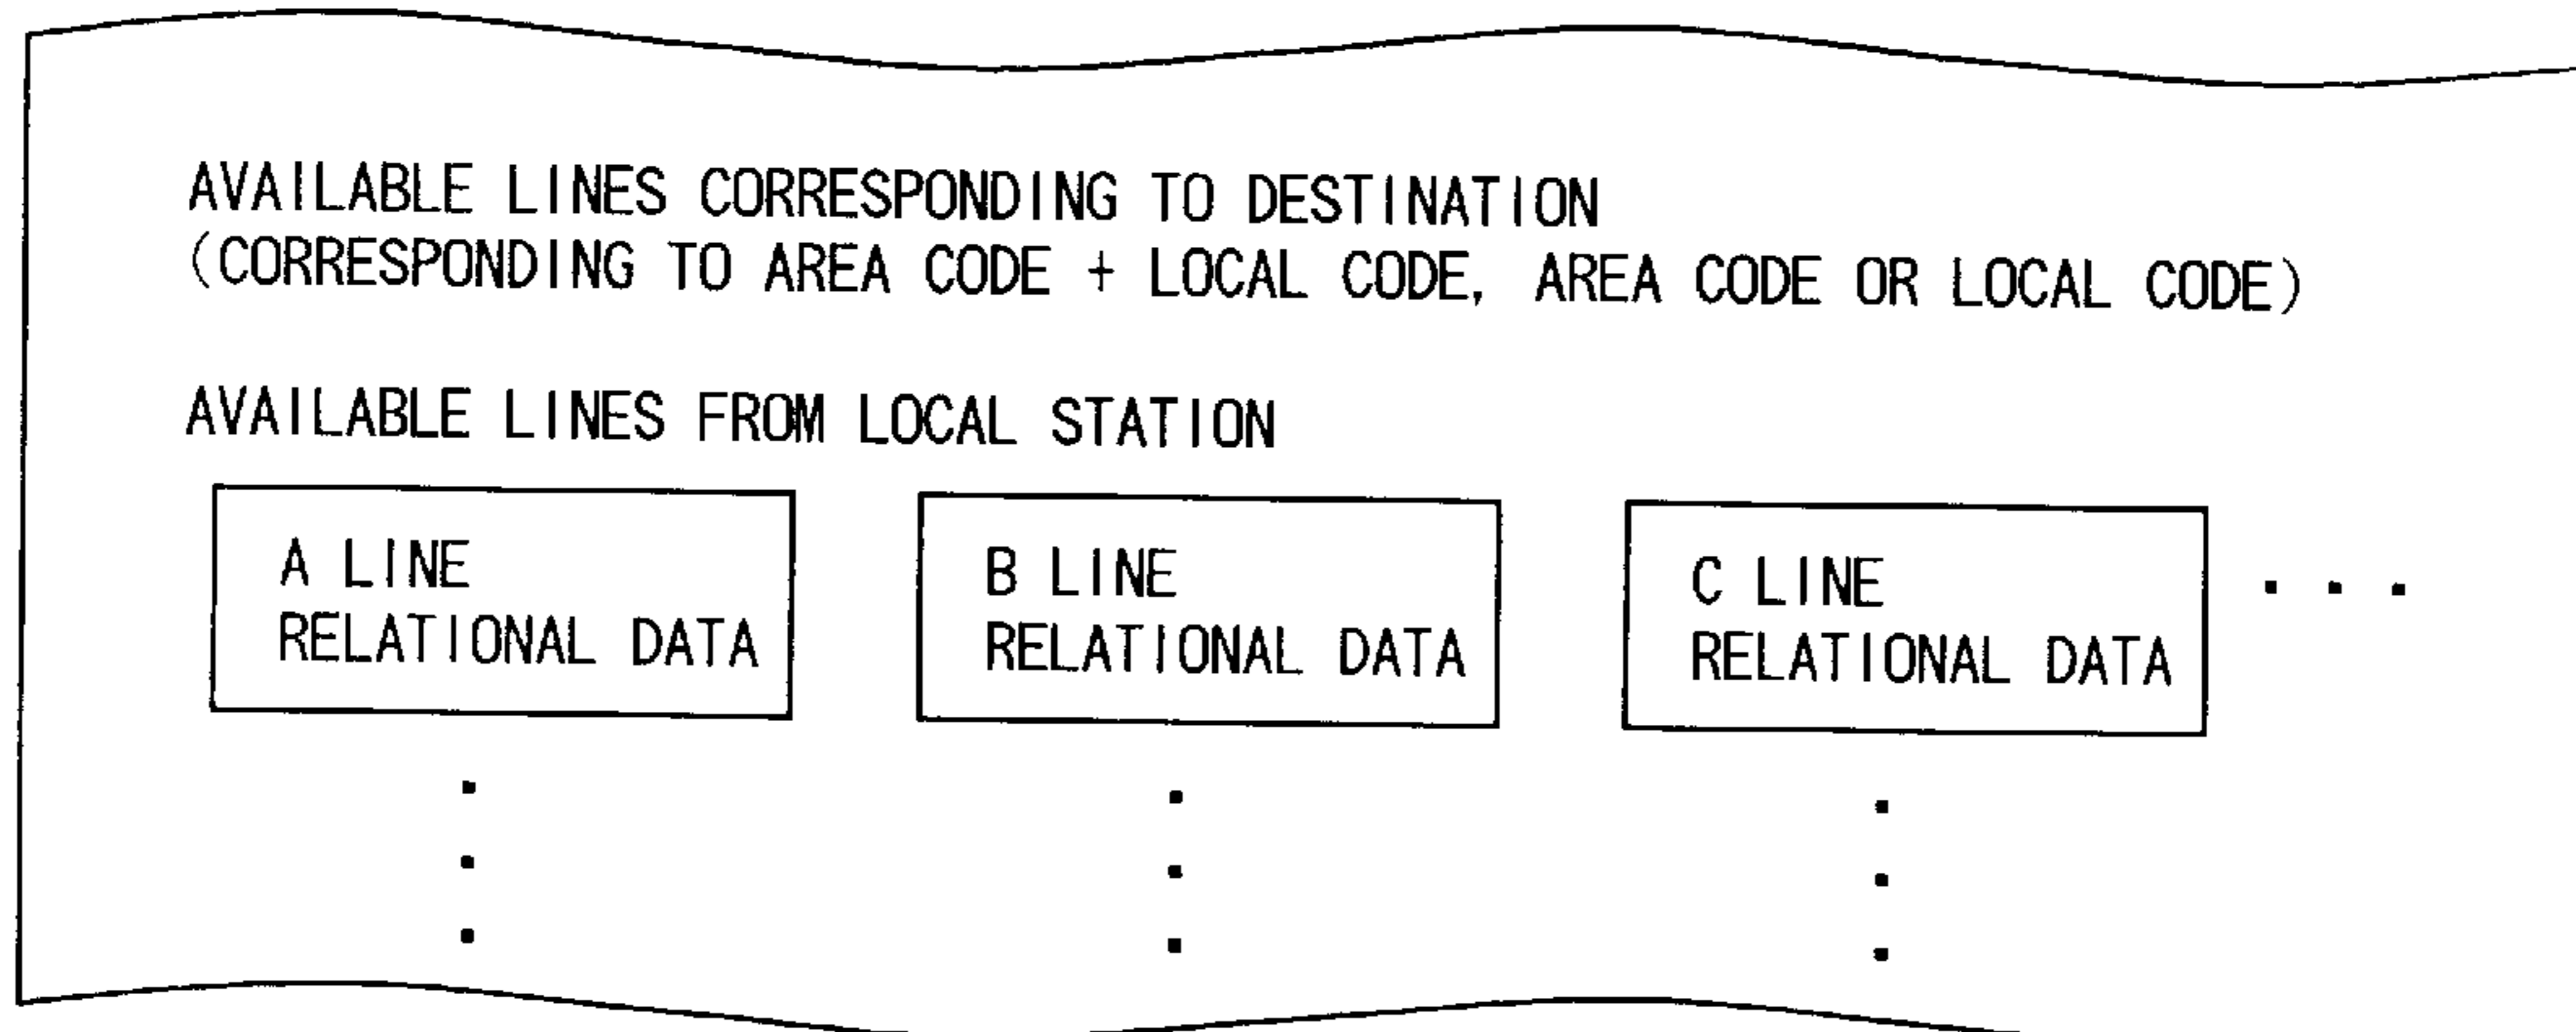 AVAILABLE LINES CORRESPONDING TO DESTINATION
(CORRESPONDING TO AREA CODE + LOCAL CODE, AREA CODE OR LOCAL CODE)
AVAILABLE LINES FROM LOCAL STATION
A LINE
RELATIONAL DATA
B LINE
RELATIONAL DATA
C LINE
RELATIONAL DATA
. . .